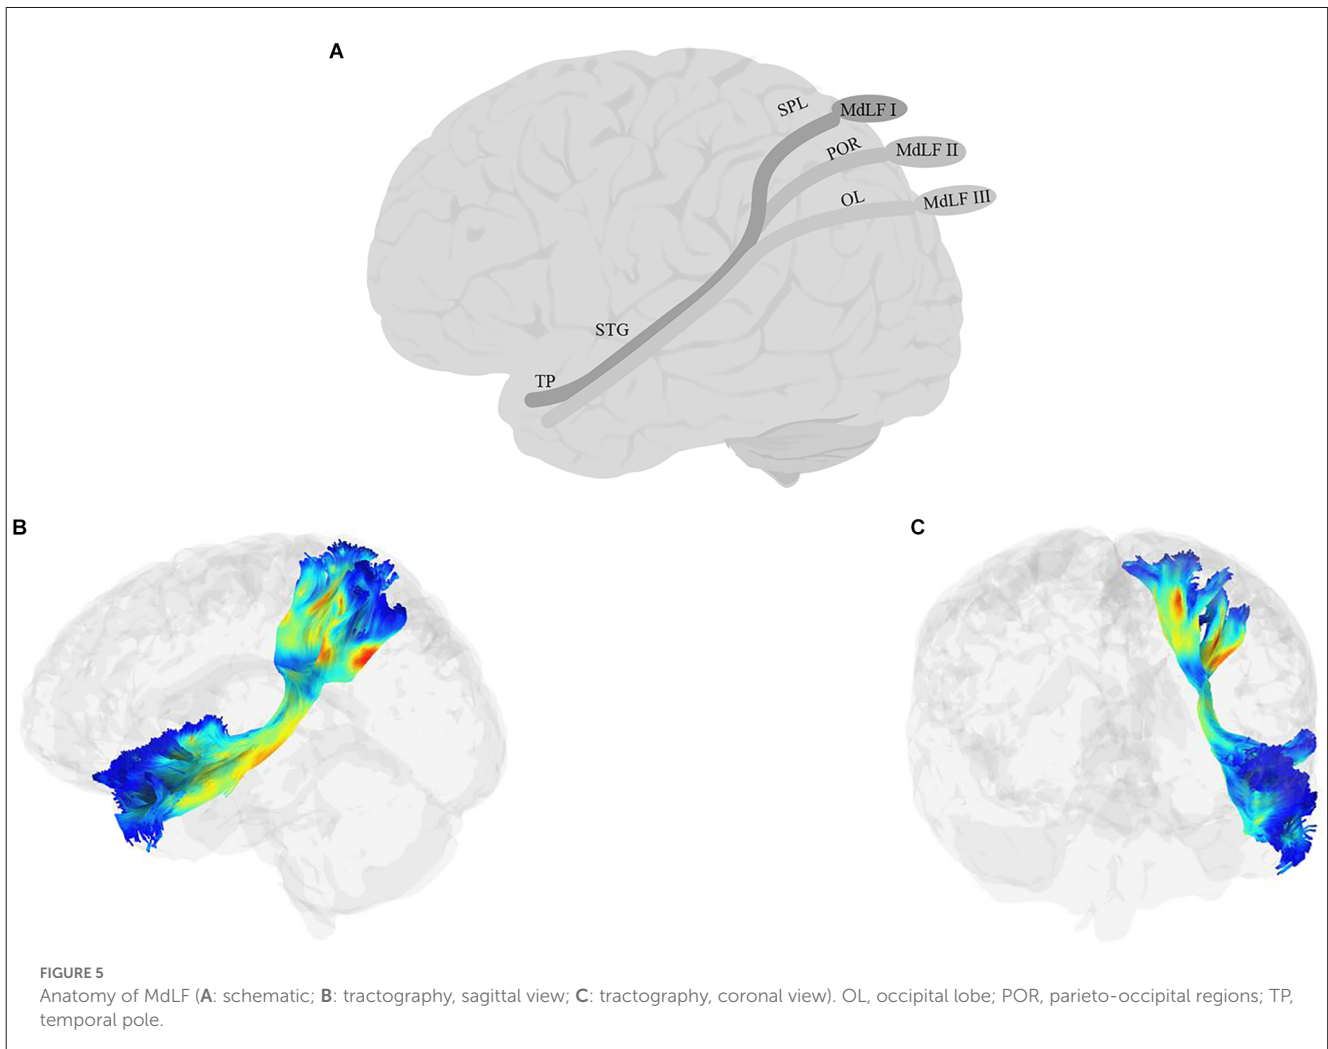 A
SPL
MdLF I
POR
MdLF II
OL
MdLF III
STG
TP
B
C
FIGURE 5
Anatomy of MdLF (A: schematic; B: tractography, sagittal view; C: tractography, coronal view). OL, occipital lobe; POR, parieto-occipital regions; TP,
temporal pole.